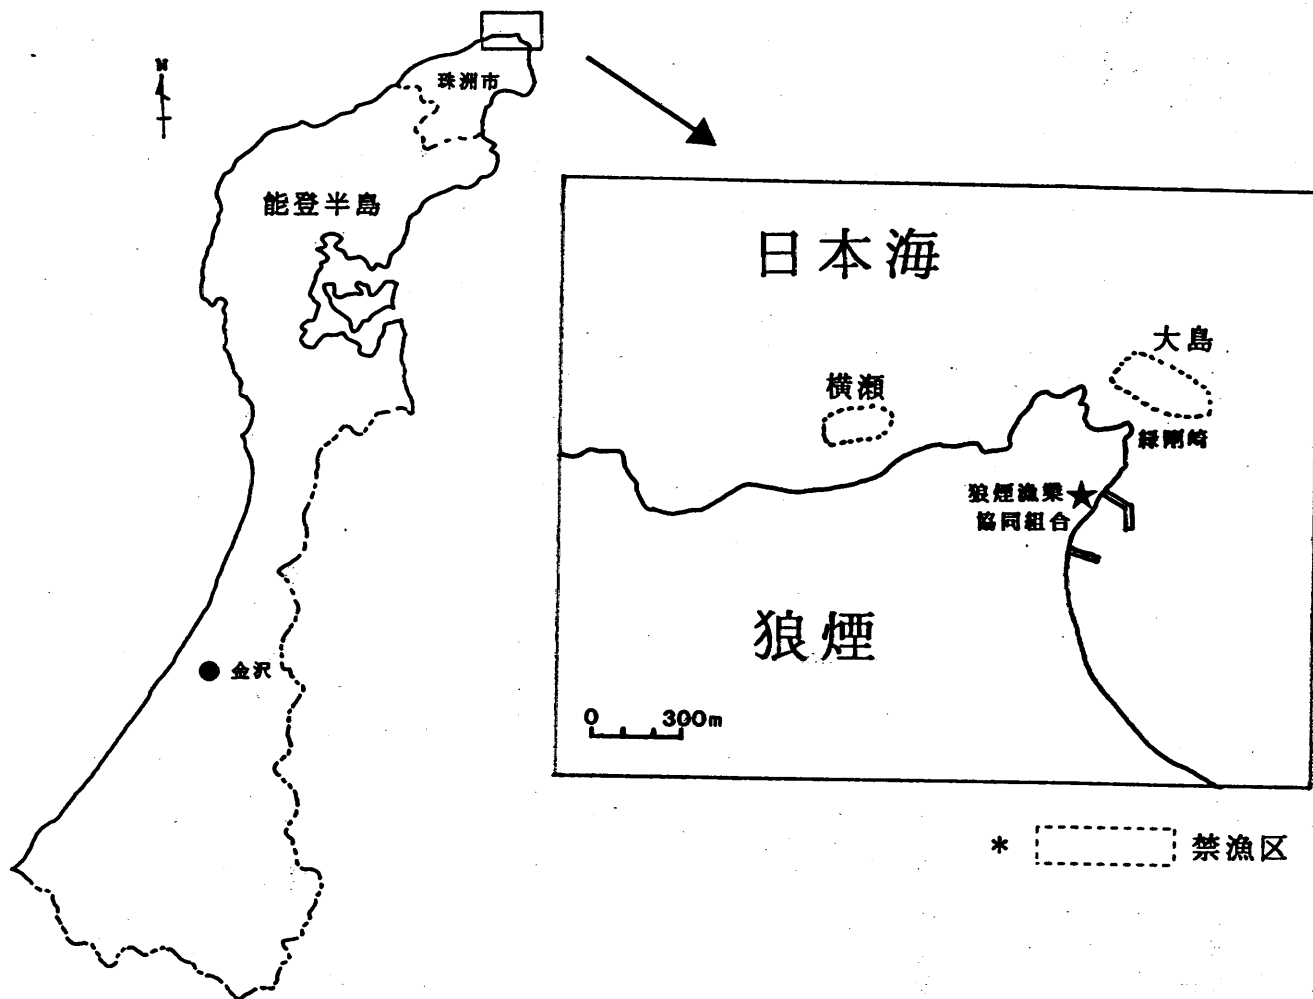 N
珠洲市
能登半島
金沢
日本海
大島
横瀬
緑剛崎
狼煙漁業
協同組合
狼煙
0 300m
* 禁漁区